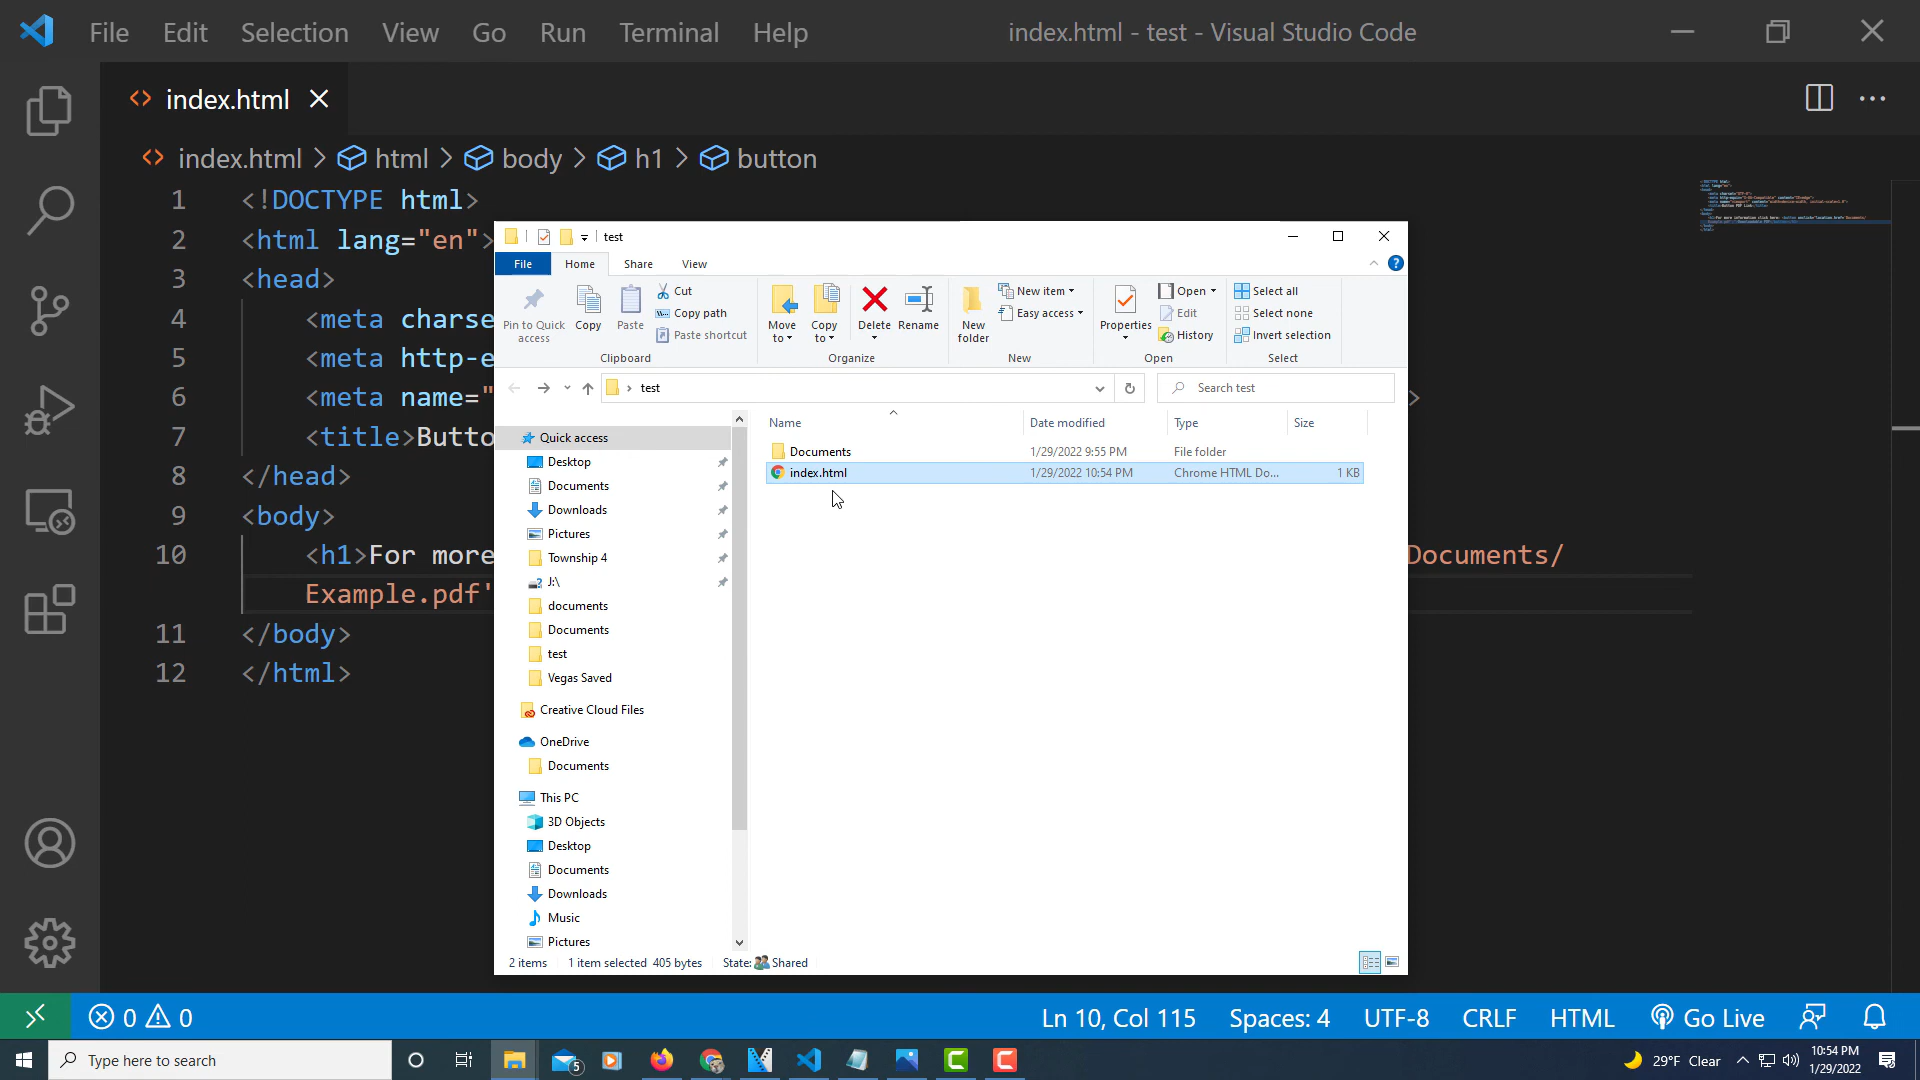 File Edit Selection View Go Run Terminal Help index.html - test - Visual Studio Code
index.html
index.html > html > body > h1 > button
1 <!DOCTYPE html>
2 <html lang="en">
3 <head>
4 <meta charse
5 <meta http-e
6 <meta name=" >
7 <title>Butto
8 </head>
9 <body>
10 <h1>For more Documents/
Example.pdf'
11 </body>
12 </html>
test
File Home Share View
Pin to Quick access
Copy
Paste
Cut
Copy path
Paste shortcut
Clipboard
Move to
Copy to
Delete
Rename
Organize
New folder
New item
Easy access
New
Properties
Open
Edit
History
Open
Select all
Select none
Invert selection
Select
test
Search test
Name Date modified Type Size
Documents 1/29/2022 9:55 PM File folder
index.html 1/29/2022 10:54 PM Chrome HTML Do... 1 KB
Quick access
Desktop
Documents
Downloads
Pictures
Township 4
J:\
documents
Documents
test
Vegas Saved
Creative Cloud Files
OneDrive
Documents
This PC
3D Objects
Desktop
Documents
Downloads
Music
Pictures
2 items 1 item selected 405 bytes State: Shared
0 0 Ln 10, Col 115 Spaces: 4 UTF-8 CRLF HTML Go Live
Type here to search 5 29°F Clear 10:54 PM
1/29/2022